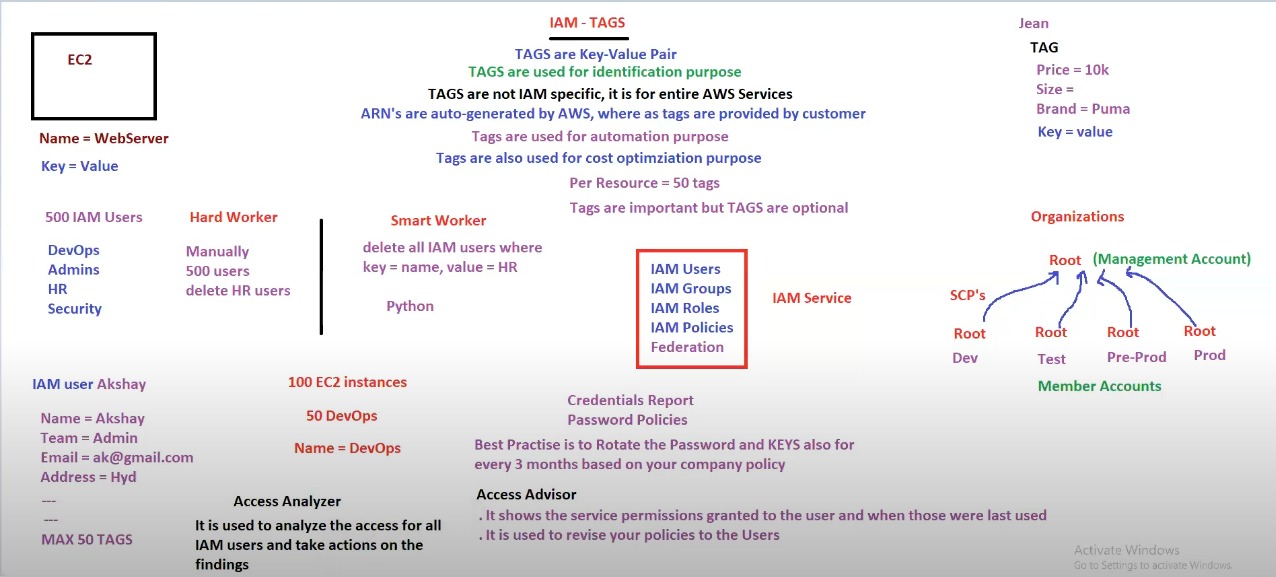 IAM - TAGS
TAGS are Key-Value Pair
TAGS are used for identification purpose
TAGS are not IAM specific, it is for entire AWS Services
ARN's are auto-generated by AWS, where as tags are provided by customer
Tags are used for automation purpose
Tags are also used for cost optimziation purpose
Per Resource = 50 tags
Tags are important but TAGS are optional
EC2
Name = WebServer
Key = Value
Jean
TAG
Price = 10k
Size =
Brand = Puma
Key = value
500 IAM Users
DevOps
Admins
HR
Security
Hard Worker
Manually
500 users
delete HR users
Smart Worker
delete all IAM users where
key = name, value = HR
Python
IAM Users
IAM Groups
IAM Roles
IAM Policies
Federation
IAM Service
Organizations
Root (Management Account)
SCP's
Root Root Root Root
Dev Test Pre-Prod Prod
Member Accounts
IAM user Akshay
Name = Akshay
Team = Admin
Email = ak@gmail.com
Address = Hyd
---
---
MAX 50 TAGS
100 EC2 instances
50 DevOps
Name = DevOps
Access Analyzer
It is used to analyze the access for all
IAM users and take actions on the
findings
Credentials Report
Password Policies
Best Practise is to Rotate the Password and KEYS also for
every 3 months based on your company policy
Access Advisor
. It shows the service permissions granted to the user and when those were last used
. It is used to revise your policies to the Users
Activate Windows
Go to Settings to activate Windows.